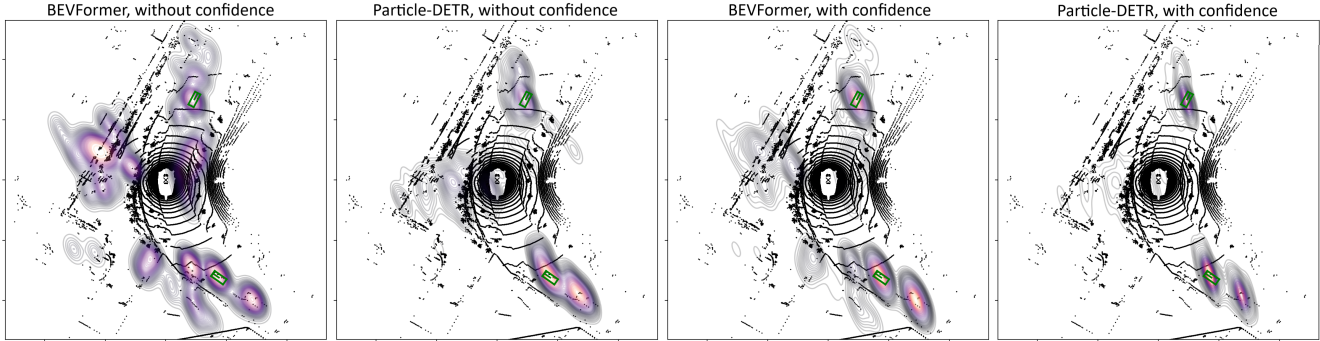 BEVFormer, without confidence
Particle-DETR, without confidence
BEVFormer, with confidence
Particle-DETR, with confidence